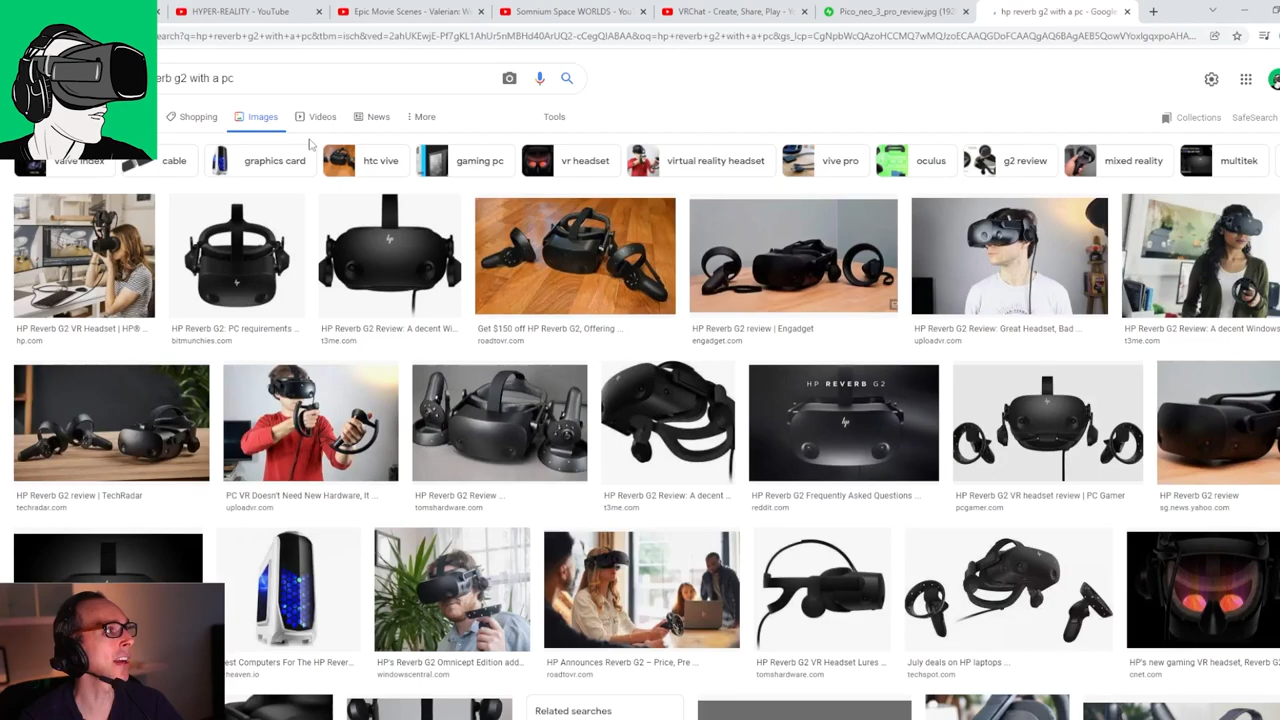 HYPER-REALITY - YouTube
Epic Movie Scenes - Valerian: W
Somnium Space WORLDS - You
VRChat - Create, Share, Play - Y
Pico_neo_3_pro_review.jpg (192
hp reverb g2 with a pc - Google
erb g2 with a pc
Shopping
Images
Videos
News
More
Tools
Collections
SafeSearch
valve index
cable
graphics card
htc vive
gaming pc
vr headset
virtual reality headset
vive pro
oculus
g2 review
mixed reality
multitek
HP Reverb G2 VR Headset | HP® ...
hp.com
HP Reverb G2: PC requirements ...
bitmunchies.com
HP Reverb G2 Review: A decent Wi...
t3me.com
Get $150 off HP Reverb G2, Offering ...
roadtovr.com
HP Reverb G2 review | Engadget
engadget.com
HP Reverb G2 Review: Great Headset, Bad ...
uploadvr.com
HP Reverb G2 Review: A decent Windows
t3me.com
HP REVERB G2
HP Reverb G2 review | TechRadar
techradar.com
PC VR Doesn't Need New Hardware, It ...
uploadvr.com
HP Reverb G2 Review ...
tomshardware.com
HP Reverb G2 Review: A decent ...
t3me.com
HP Reverb G2 Frequently Asked Questions ...
reddit.com
HP Reverb G2 VR headset review | PC Gamer
pcgamer.com
HP Reverb G2 review
sg.news.yahoo.com
est Computers For The HP Rever...
rheaven.io
HP's Reverb G2 Omnicept Edition add...
windowscentral.com
HP Announces Reverb G2 – Price, Pre ...
roadtovr.com
HP Reverb G2 VR Headset Lures ...
tomshardware.com
July deals on HP laptops ...
techspot.com
HP's new gaming VR headset, Reverb G2
cnet.com
Related searches